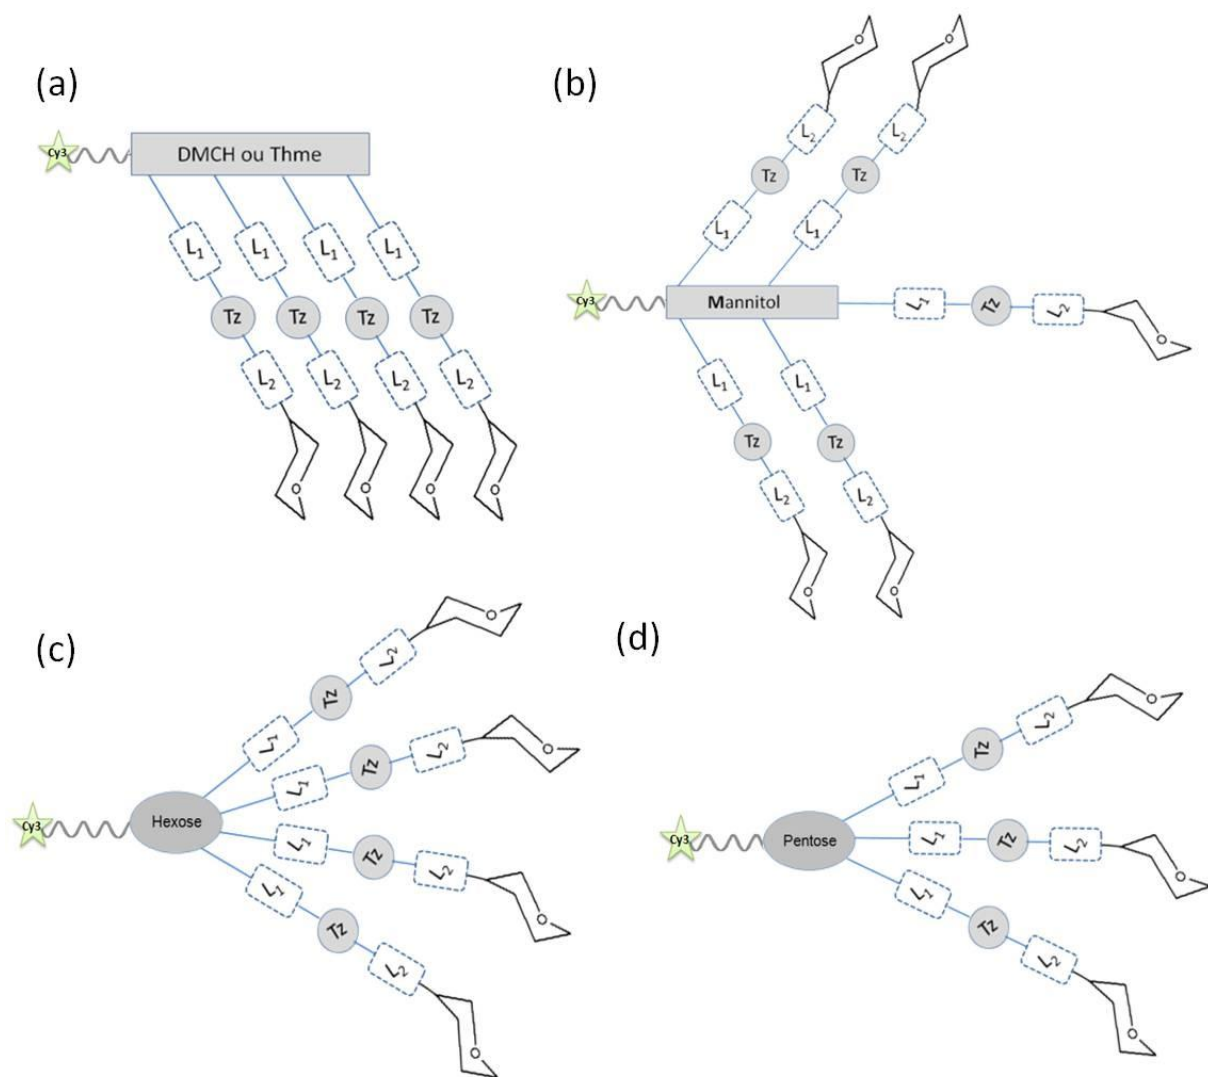 (a)
Cy3
DMCH ou Thme
L1 L1 L1 L1
Tz Tz Tz Tz
L2 L2 L2 L2
O O O O
(b)
O O
L2 L2
Tz Tz
L1 L1
Cy3
Mannitol
L1 Tz L2 O
L1 L1
Tz Tz
L2 L2
O O
(c)
Cy3
Hexose
L1 Tz L2 O
L1 Tz L2 O
L1 Tz L2 O
L1 Tz L2 O
(d)
Cy3
Pentose
L1 Tz L2 O
L1 Tz L2 O
L1 Tz L2 O